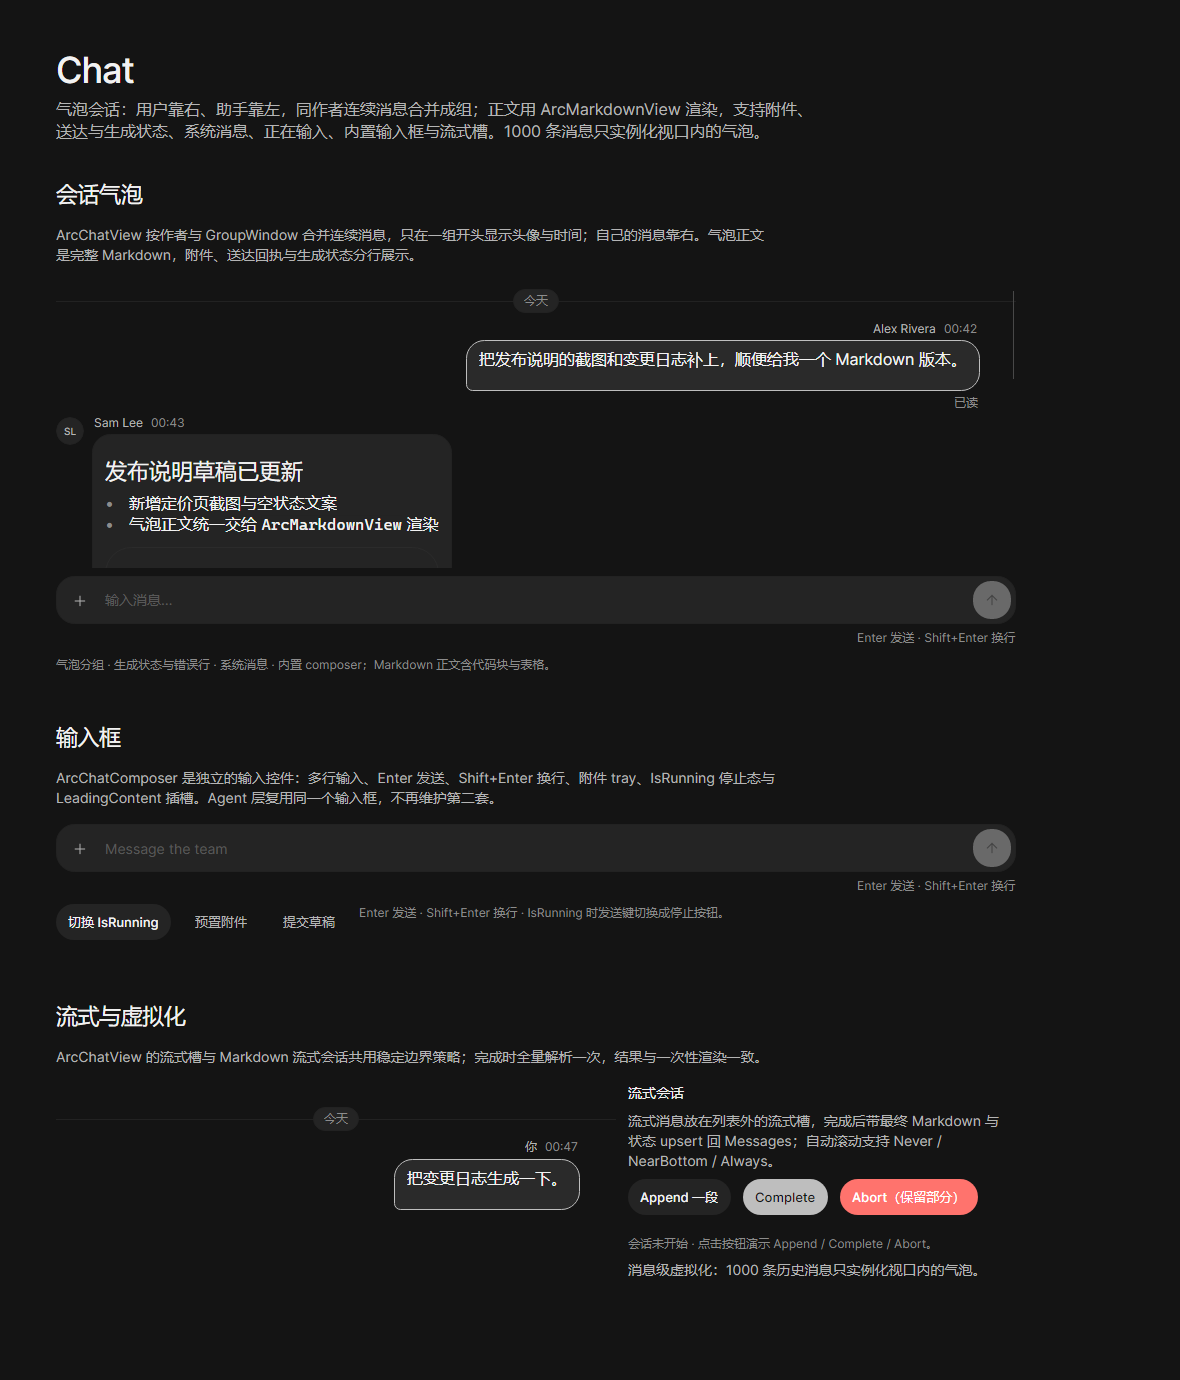 Chat
气泡会话：用户靠右、助手靠左，同作者连续消息合并成组；正文用 ArcMarkdownView 渲染，支持附件、
送达与生成状态、系统消息、正在输入、内置输入框与流式槽。1000 条消息只实例化视口内的气泡。
会话气泡
ArcChatView 按作者与 GroupWindow 合并连续消息，只在一组开头显示头像与时间；自己的消息靠右。气泡正文
是完整 Markdown，附件、送达回执与生成状态分行展示。
今天
Alex Rivera 00:42
把发布说明的截图和变更日志补上，顺便给我一个 Markdown 版本。
已读
SL
Sam Lee 00:43
发布说明草稿已更新
• 新增定价页截图与空状态文案
• 气泡正文统一交给 ArcMarkdownView 渲染
+ 输入消息...
Enter 发送 · Shift+Enter 换行
气泡分组 · 生成状态与错误行 · 系统消息 · 内置 composer；Markdown 正文含代码块与表格。
输入框
ArcChatComposer 是独立的输入控件：多行输入、Enter 发送、Shift+Enter 换行、附件 tray、IsRunning 停止态与
LeadingContent 插槽。Agent 层复用同一个输入框，不再维护第二套。
+ Message the team
Enter 发送 · Shift+Enter 换行
切换 IsRunning 预置附件 提交草稿 Enter 发送 · Shift+Enter 换行 · IsRunning 时发送键切换成停止按钮。
流式与虚拟化
ArcChatView 的流式槽与 Markdown 流式会话共用稳定边界策略；完成时全量解析一次，结果与一次性渲染一致。
今天
你 00:47
把变更日志生成一下。
流式会话
流式消息放在列表外的流式槽，完成后带最终 Markdown 与
状态 upsert 回 Messages；自动滚动支持 Never /
NearBottom / Always。
Append 一段 Complete Abort（保留部分）
会话未开始 · 点击按钮演示 Append / Complete / Abort。
消息级虚拟化：1000 条历史消息只实例化视口内的气泡。